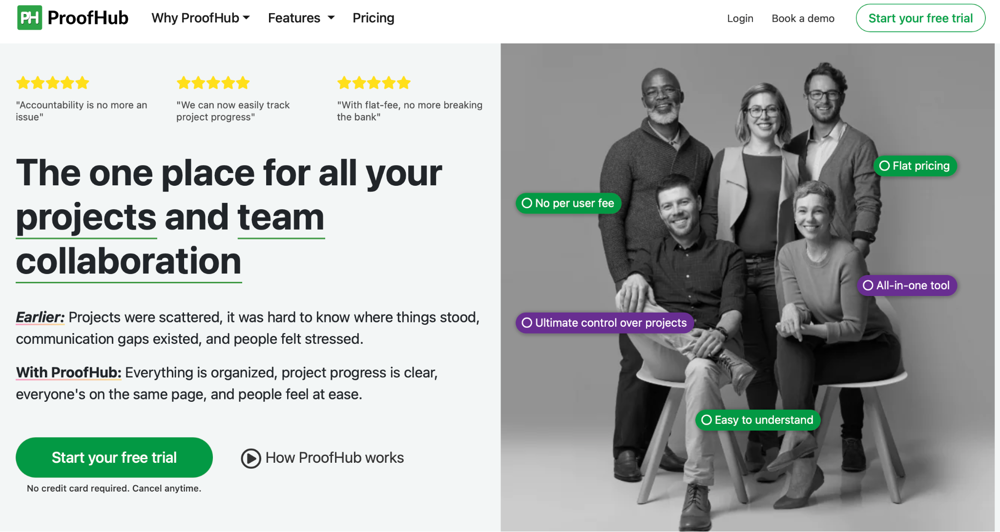 PH ProofHub
Why ProofHub
Features
Pricing
Login
Book a demo
Start your free trial
"Accountability is no more an
issue"
"We can now easily track
project progress"
"With flat-fee, no more breaking
the bank"
The one place for all your
projects and team
collaboration
Earlier: Projects were scattered, it was hard to know where things stood,
communication gaps existed, and people felt stressed.
With ProofHub: Everything is organized, project progress is clear,
everyone's on the same page, and people feel at ease.
Start your free trial
How ProofHub works
No credit card required. Cancel anytime.
Flat pricing
No per user fee
All-in-one tool
Ultimate control over projects
Easy to understand